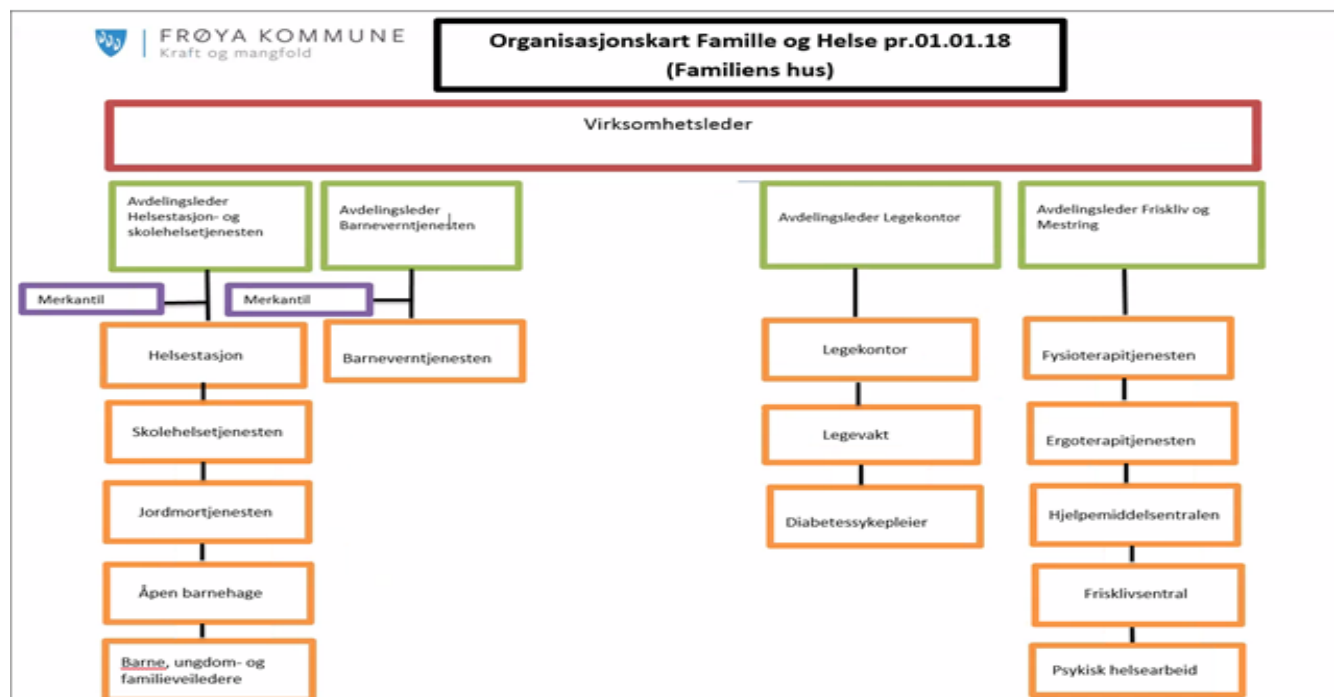 FRØYA KOMMUNE
Kraft og mangfold
Organisasjonskart Famille og Helse pr.01.01.18
(Familiens hus)
Virksomhetsleder
Avdelingsleder
Helsestasjon- og
skolehelsetjenesten
Avdelingsleder
Barneverntjenesten
Avdelingsleder Legekontor
Avdelingsleder Friskliv og
Mestring
Merkantil
Merkantil
Helsestasjon
Barneverntjenesten
Legekontor
Fysioterapitjenesten
Skolehelsetjenesten
Legevakt
Ergoterapitjenesten
Jordmortjenesten
Diabetessykepleier
Hjelpemiddelsentralen
Åpen barnehage
Frisklivsentral
Barne, ungdom- og
familieveiledere
Psykisk helsearbeid